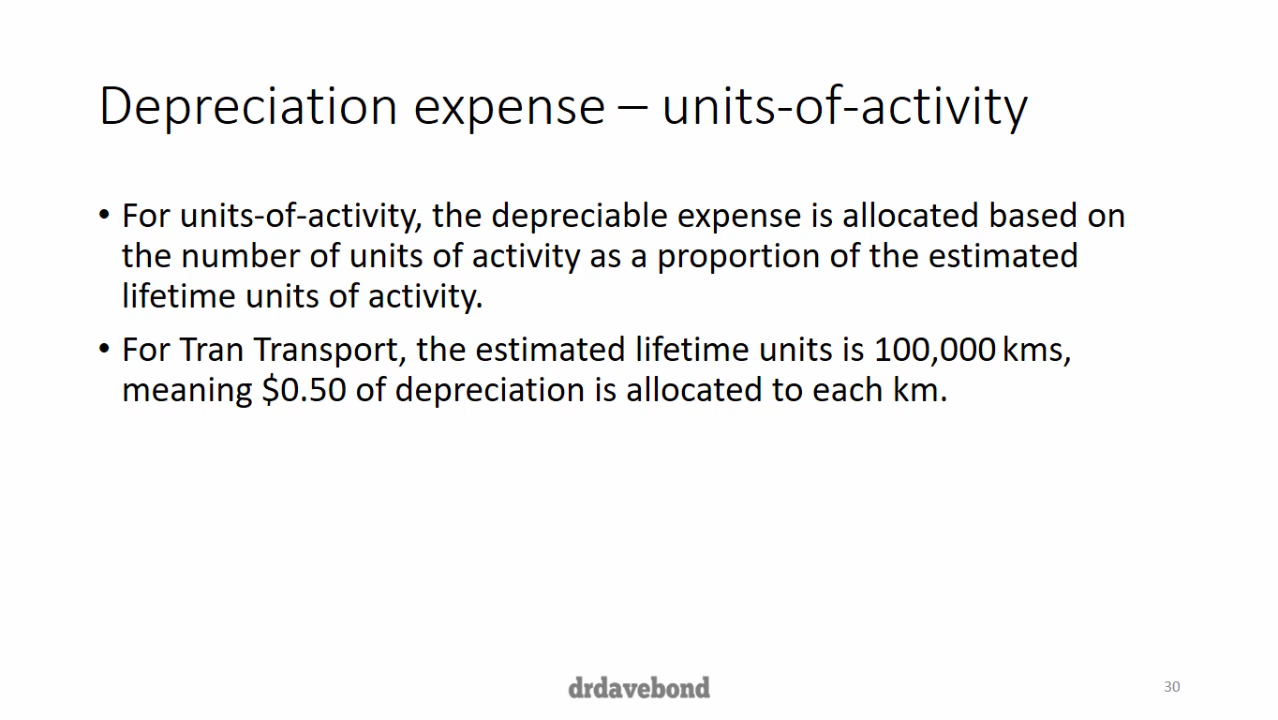 Depreciation expense – units-of-activity
• For units-of-activity, the depreciable expense is allocated based on
the number of units of activity as a proportion of the estimated
lifetime units of activity.
• For Tran Transport, the estimated lifetime units is 100,000 kms,
meaning $0.50 of depreciation is allocated to each km.
drdavebond
30